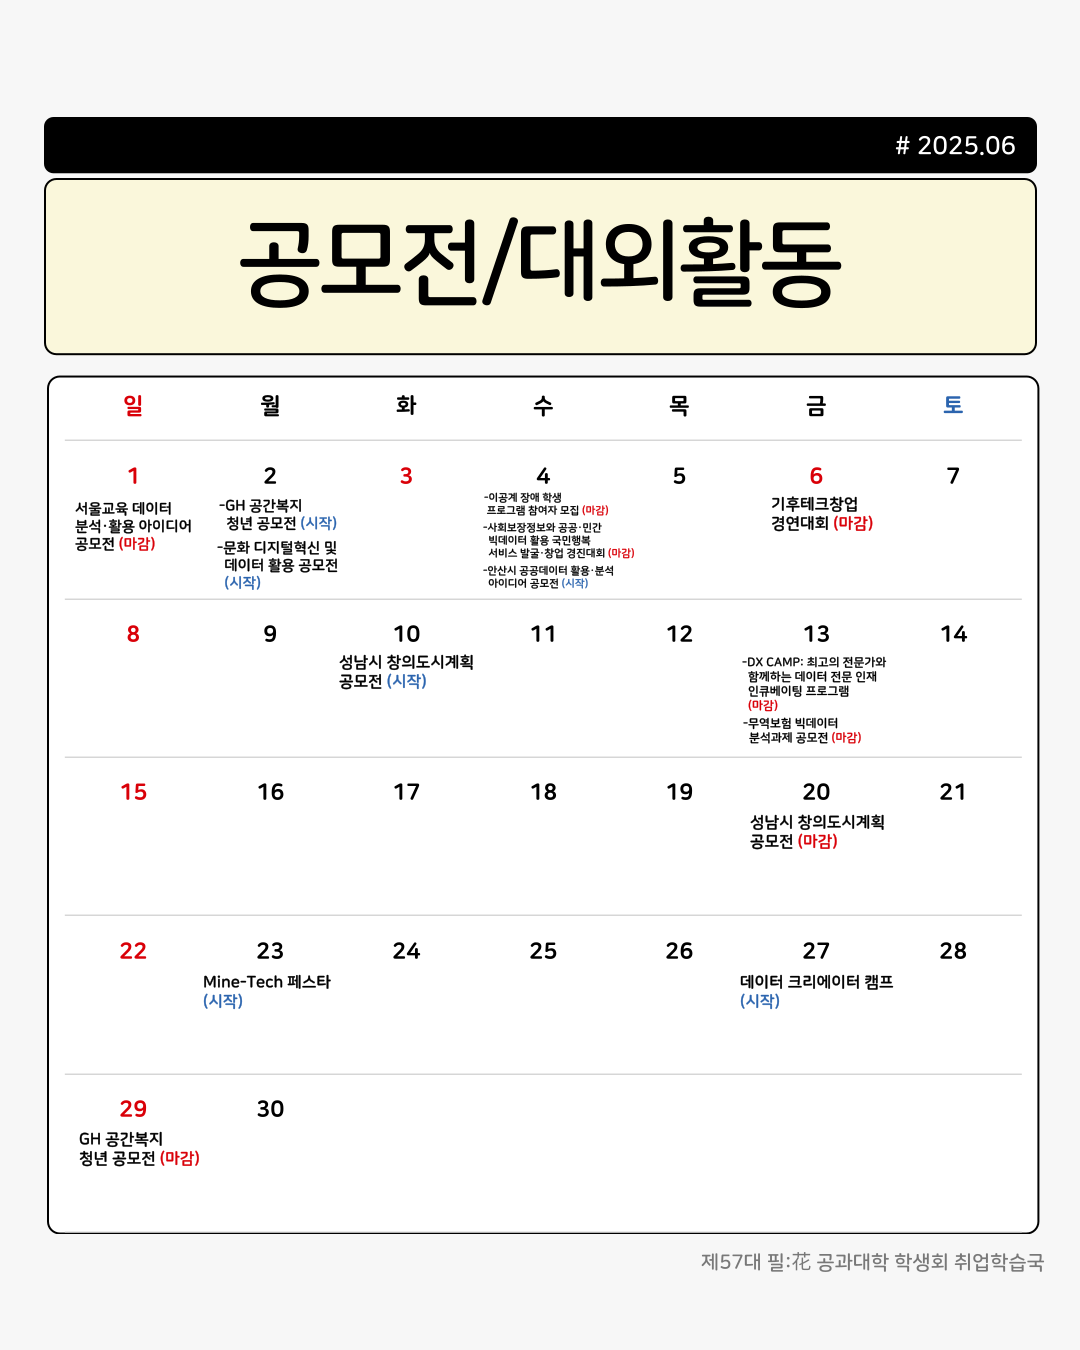 # 2025.06
공모전/대외활동
일 월 화 수 목 금 토
1 2 3 4 5 6 7
서울교육 데이터
분석·활용 아이디어
공모전 (마감)
-GH 공간복지
청년 공모전 (시작)
-문화 디지털혁신 및
데이터 활용 공모전
(시작)
-이공계 장애 학생
프로그램 참여자 모집 (마감)
-사회보장정보와 공공·민간
빅데이터 활용 국민행복
서비스 발굴·창업 경진대회 (마감)
-안산시 공공데이터 활용·분석
아이디어 공모전 (시작)
기후테크창업
경연대회 (마감)
8 9 10 11 12 13 14
성남시 창의도시계획
공모전 (시작)
-DX CAMP: 최고의 전문가와
함께하는 데이터 전문 인재
인큐베이팅 프로그램
(마감)
-무역보험 빅데이터
분석과제 공모전 (마감)
15 16 17 18 19 20 21
성남시 창의도시계획
공모전 (마감)
22 23 24 25 26 27 28
Mine-Tech 페스타
(시작)
데이터 크리에이터 캠프
(시작)
29 30
GH 공간복지
청년 공모전 (마감)
제57대 필:花 공과대학 학생회 취업학습국